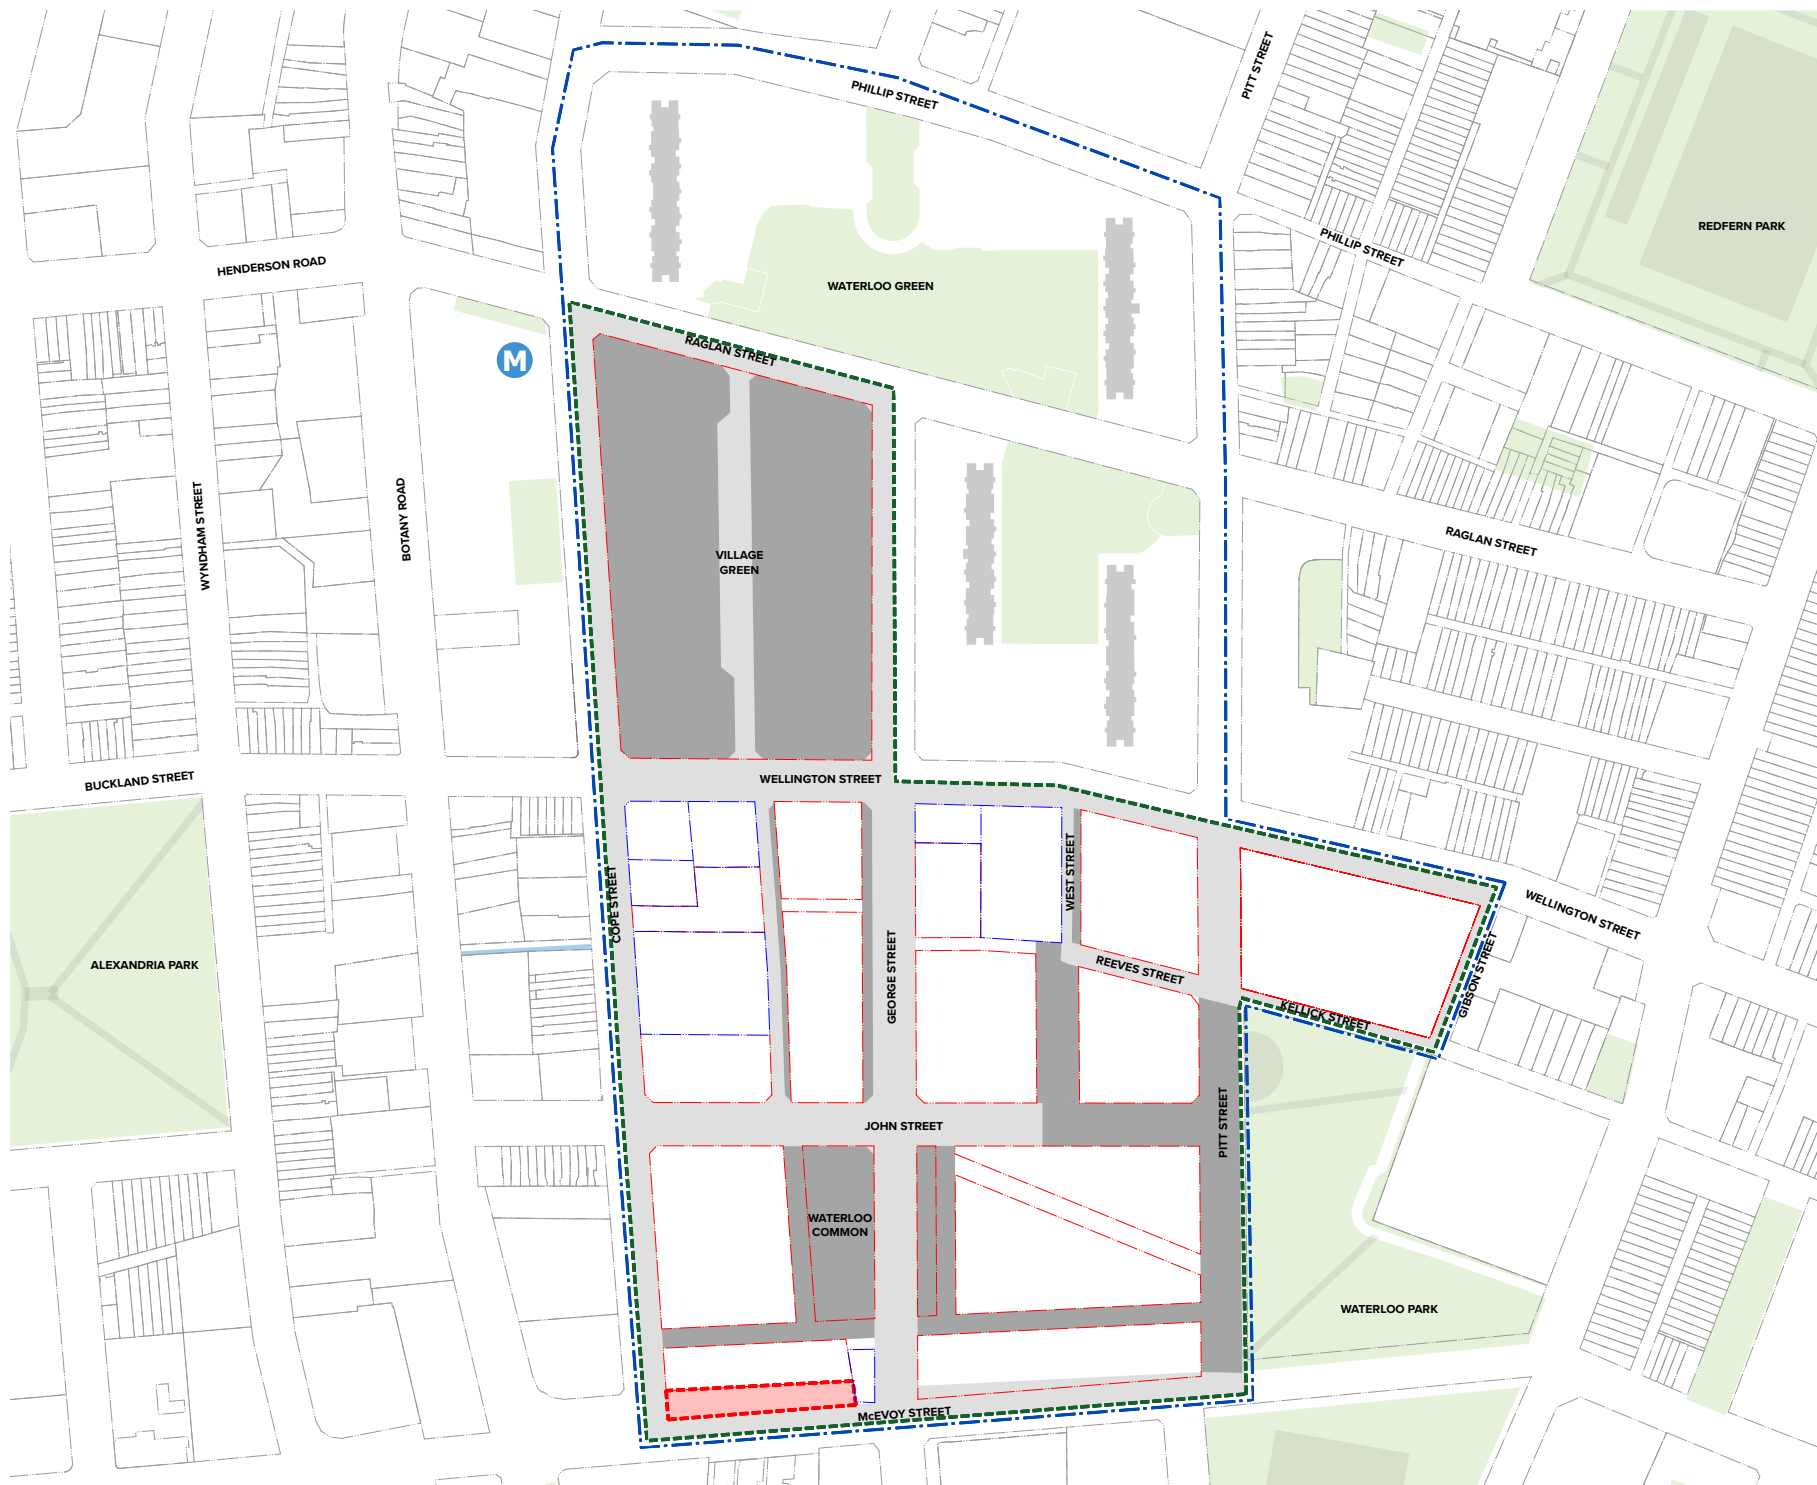 PITT STREET
PHILLIP STREET
REDFERN PARK
PHILLIP STREET
HENDERSON ROAD
WATERLOO GREEN
RAGLAN STREET
M
WYNDHAM STREET
BOTANY ROAD
RAGLAN STREET
VILLAGE
GREEN
BUCKLAND STREET
WELLINGTON STREET
COPE STREET
WEST STREET
WELLINGTON STREET
ALEXANDRIA PARK
GEORGE STREET
REEVES STREET
GIBSON STREET
KELLICK STREET
JOHN STREET
PITT STREET
WATERLOO
COMMON
WATERLOO PARK
McEVOY STREET